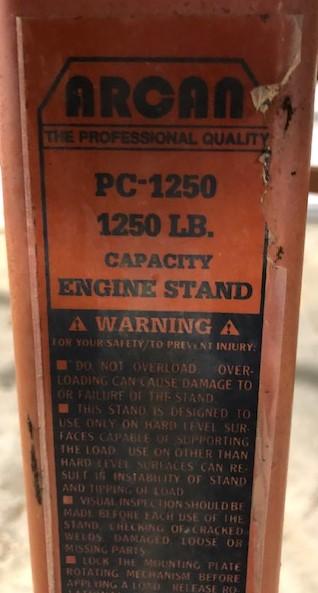 ARCAN
THE PROFESSIONAL QUALITY
PC-1250
1250 LB.
CAPACITY
ENGINE STAND
⚠ WARNING ⚠
FOR YOUR SAFETY/TO PREVENT INJURY:
■ DO NOT OVERLOAD. OVER-
LOADING CAN CAUSE DAMAGE TO
OR FAILURE OF THE STAND.
■ THIS STAND IS DESIGNED TO
USE ONLY ON HARD LEVEL SUR-
FACES CAPABLE OF SUPPORTING
THE LOAD. USE ON OTHER THAN
HARD LEVEL SURFACES CAN RE-
SULT IN INSTABILITY OF STAND
AND TIPPING OF LOAD
■ VISUAL INSPECTION SHOULD BE
MADE BEFORE EACH USE OF THE
STAND, CHECKING OF CRACKED
WELDS, DAMAGED, LOOSE OR
MISSING PARTS.
■ LOCK THE MOUNTING PLATE
ROTATING MECHANISM BEFORE
APPLYING A LOAD. RELEASE RO-